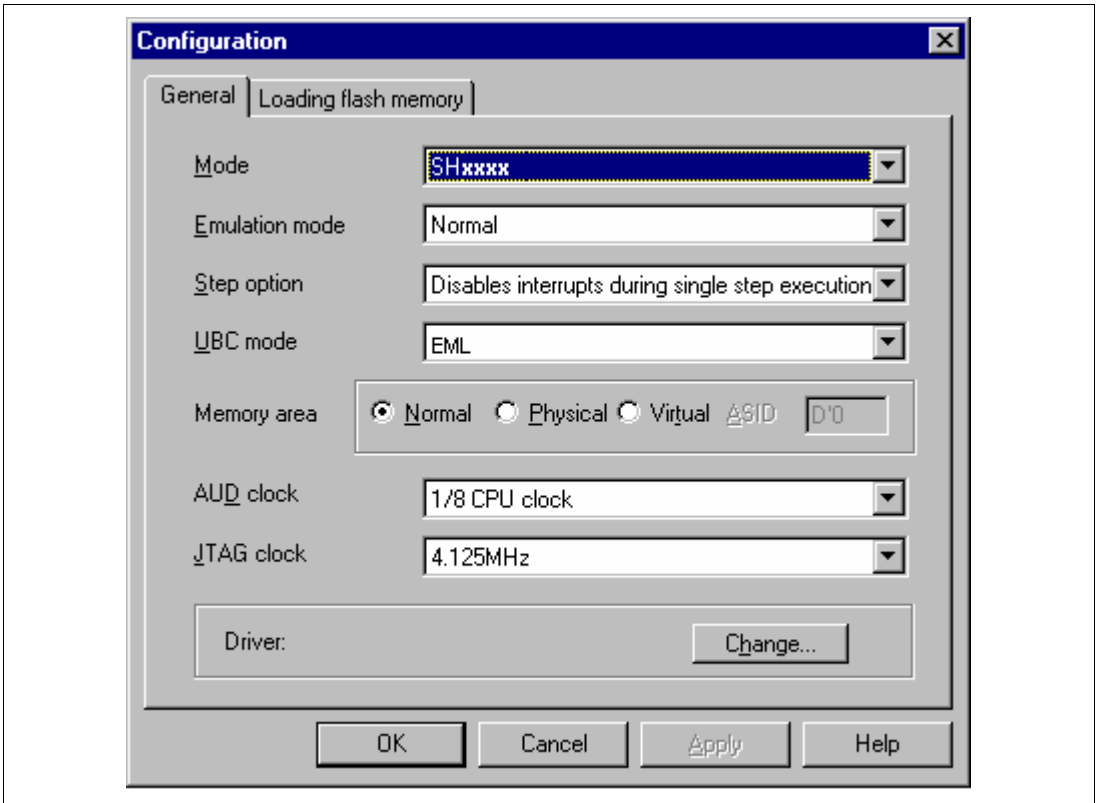 Configuration
General Loading flash memory
Mode SHxxxx
Emulation mode Normal
Step option Disables interrupts during single step execution
UBC mode EML
Memory area Normal Physical Virtual ASID D'0
AUD clock 1/8 CPU clock
JTAG clock 4.125MHz
Driver: Change...
OK Cancel Apply Help